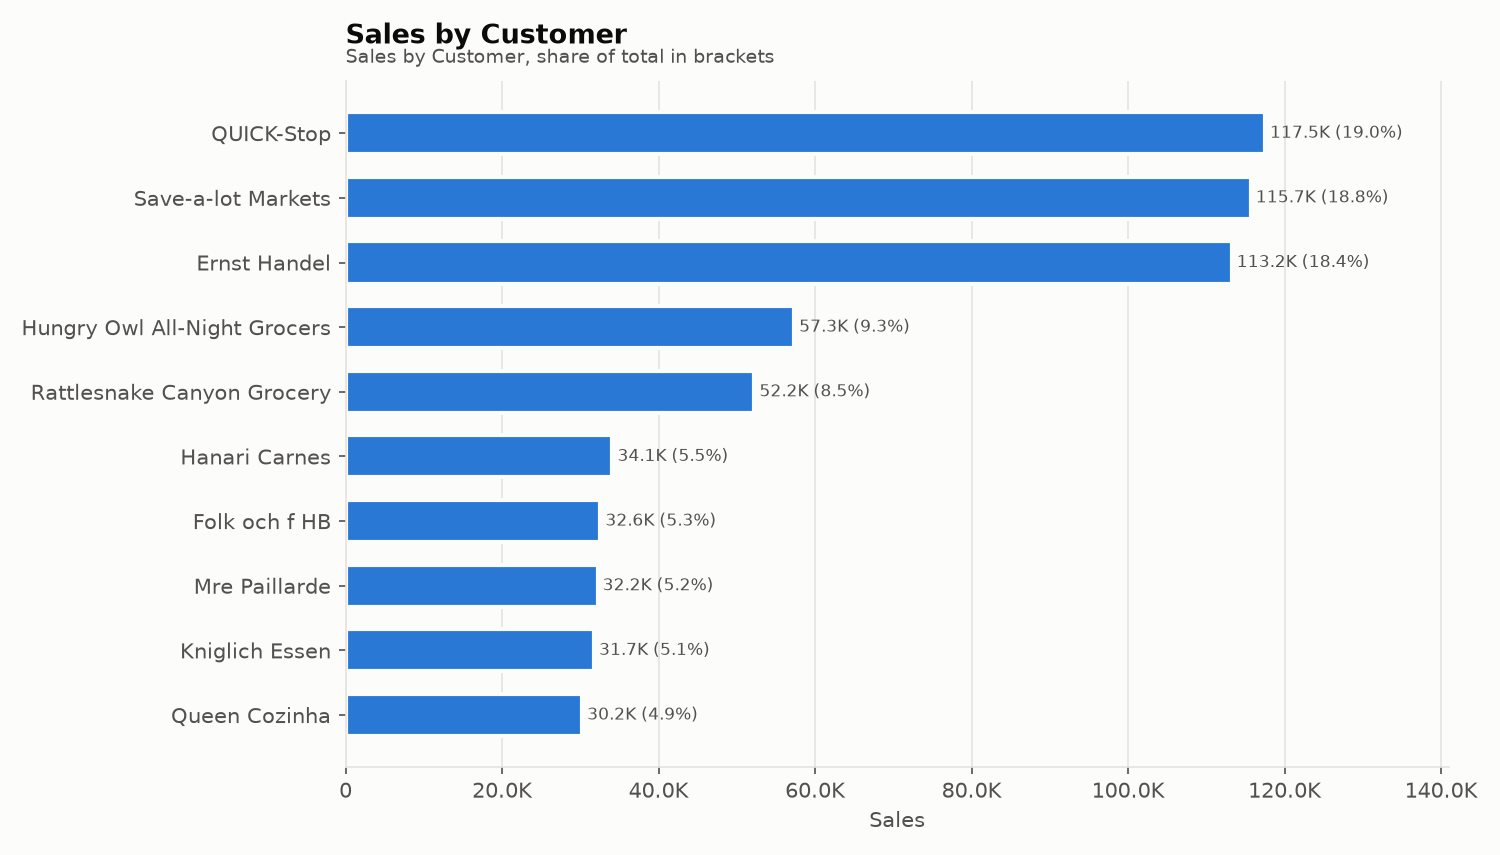 Sales by Customer
Sales by Customer, share of total in brackets
QUICK-Stop 117.5K (19.0%)
Save-a-lot Markets 115.7K (18.8%)
Ernst Handel 113.2K (18.4%)
Hungry Owl All-Night Grocers 57.3K (9.3%)
Rattlesnake Canyon Grocery 52.2K (8.5%)
Hanari Carnes 34.1K (5.5%)
Folk och f HB 32.6K (5.3%)
Mre Paillarde 32.2K (5.2%)
Kniglich Essen 31.7K (5.1%)
Queen Cozinha 30.2K (4.9%)
0 20.0K 40.0K 60.0K 80.0K 100.0K 120.0K 140.0K
Sales